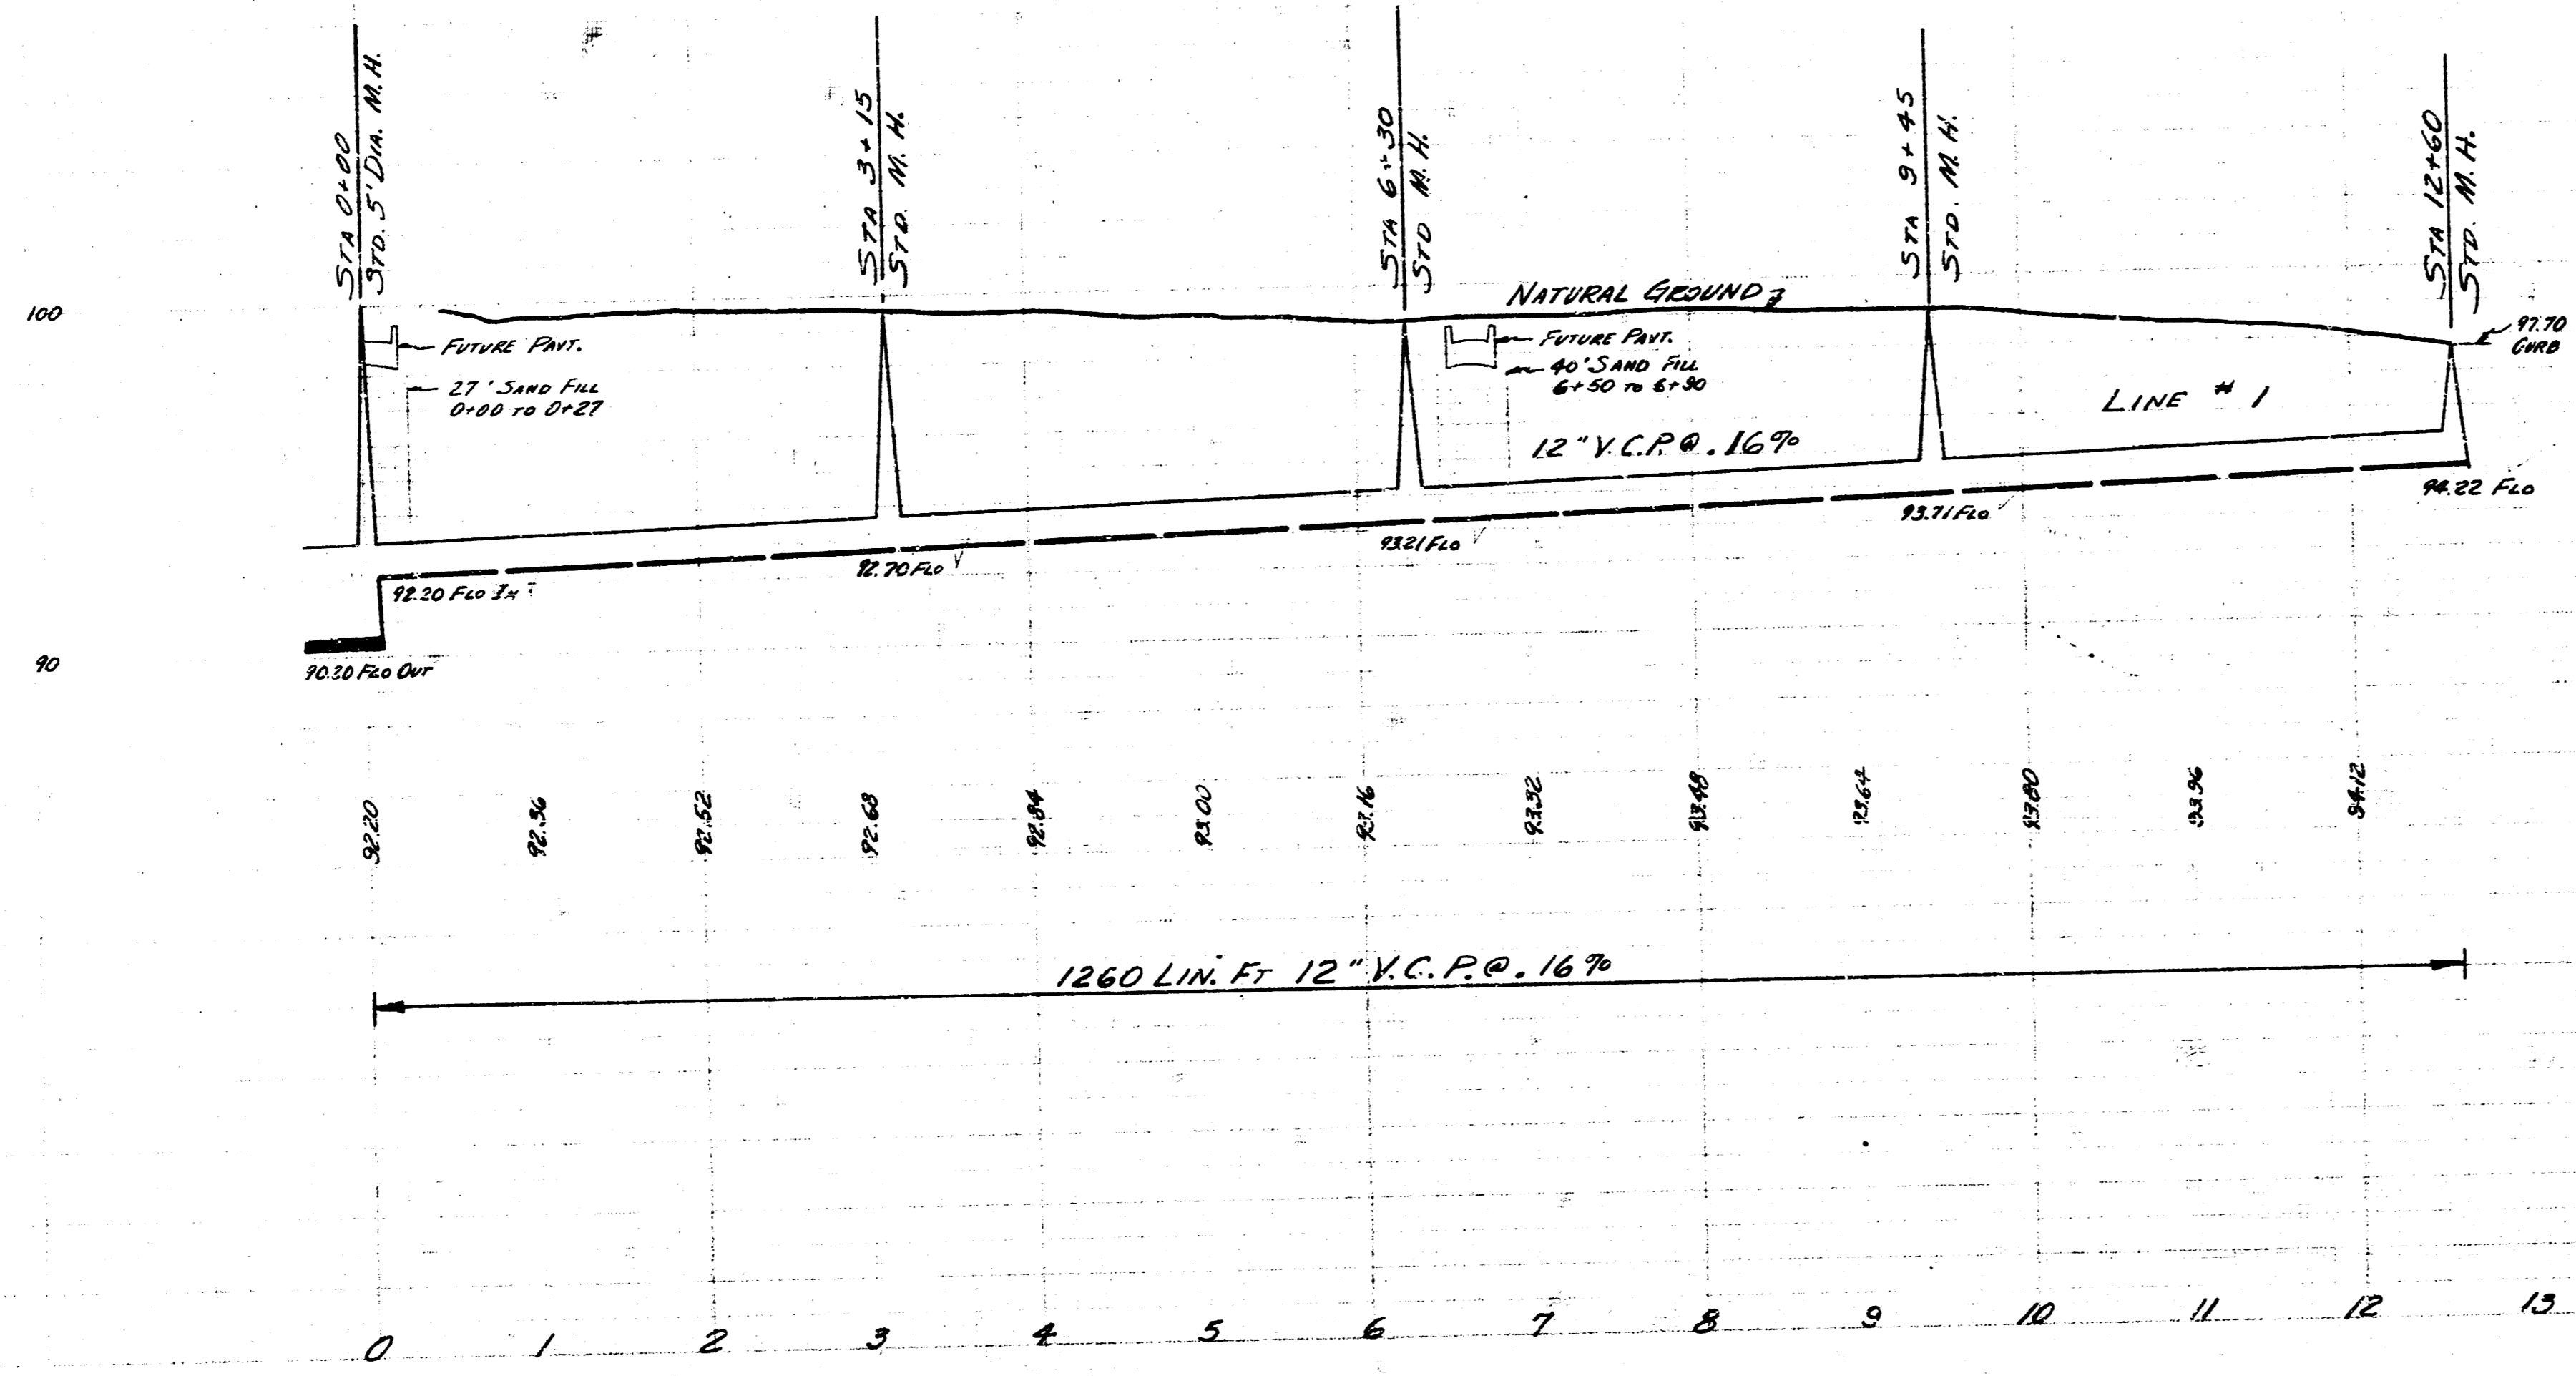 STA 0+00
STD. 5' DIA. M.H.
STA 3+15
STD. M.H.
STA 6+30
STD M.H.
STA 9+45
STD. M.H.
STA 12+60
STD. M.H.
100
NATURAL GROUND
97.70
CURB
FUTURE PAVT.
27' SAND FILL
0+00 TO 0+27
FUTURE PAVT.
40' SAND FILL
6+50 TO 6+90
LINE # 1
12" V.C.P. @ .16%
94.22 FLO
93.71 FLO
93.21 FLO
92.70 FLO
92.20 FLO IN
90
90.20 FLO OUT
92.20 92.36 92.52 92.68 92.84 93.00 93.16 93.32 93.48 93.64 93.80 93.96 94.12
1260 LIN. FT 12" V.C.P. @ .16%
0 1 2 3 4 5 6 7 8 9 10 11 12 13